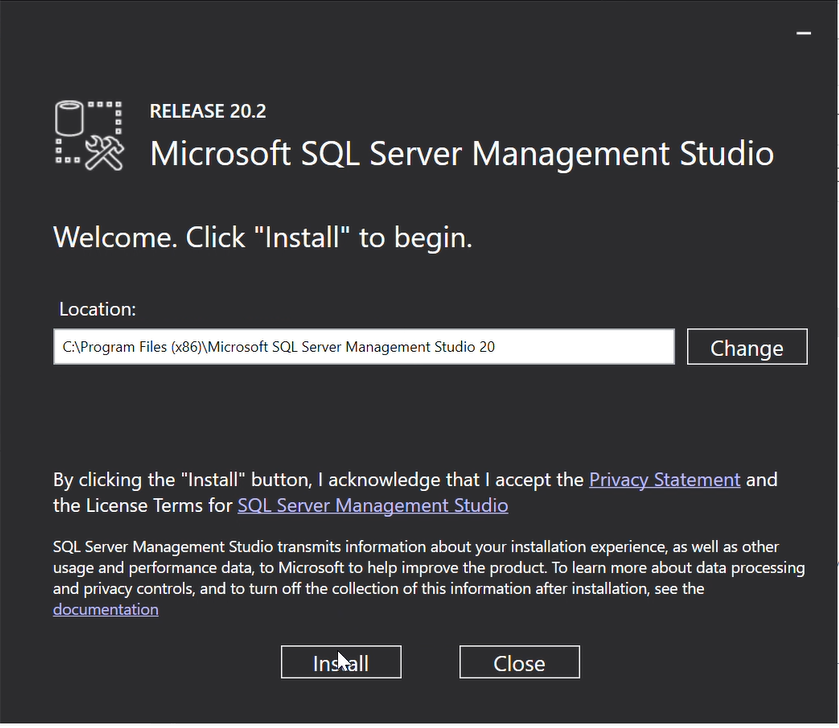 RELEASE 20.2
Microsoft SQL Server Management Studio
Welcome. Click "Install" to begin.
Location:
C:\Program Files (x86)\Microsoft SQL Server Management Studio 20
Change
By clicking the "Install" button, I acknowledge that I accept the Privacy Statement and
the License Terms for SQL Server Management Studio
SQL Server Management Studio transmits information about your installation experience, as well as other
usage and performance data, to Microsoft to help improve the product. To learn more about data processing
and privacy controls, and to turn off the collection of this information after installation, see the
documentation
Install
Close